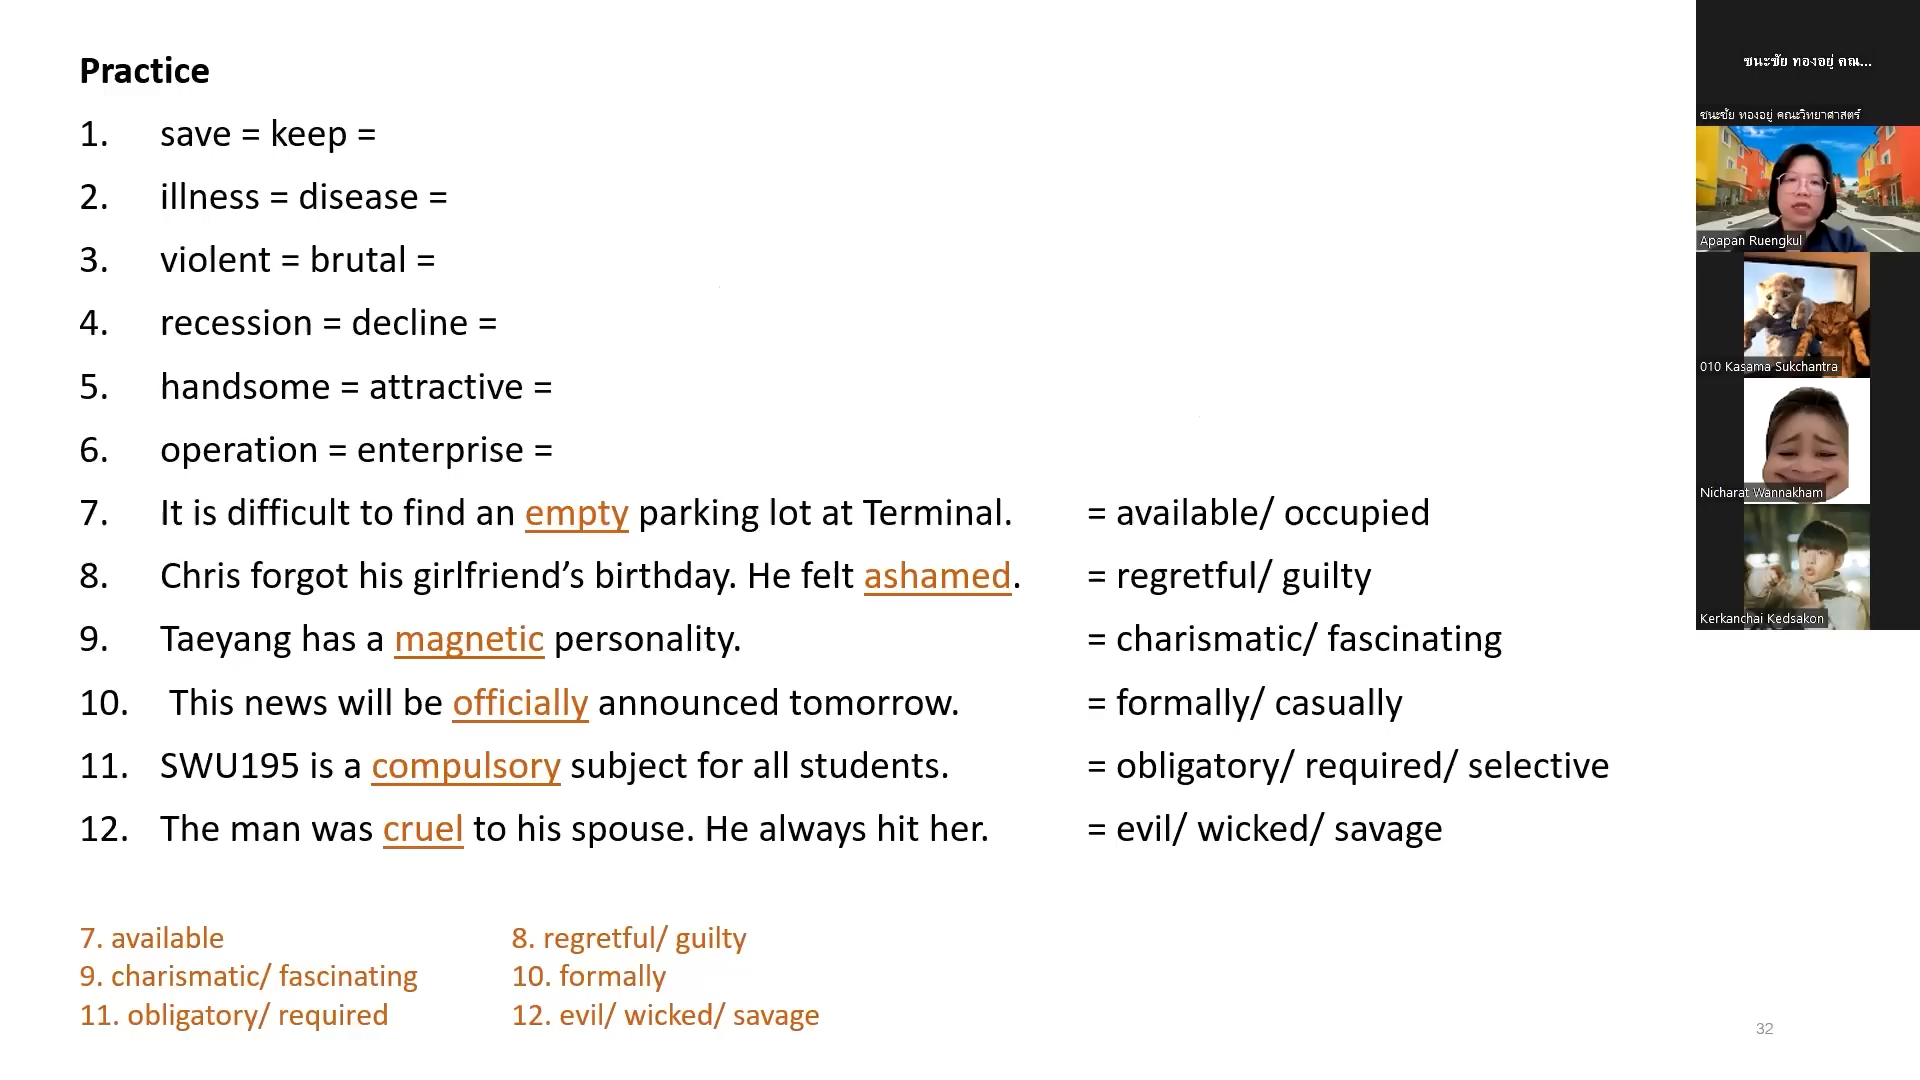 Practice
1. save = keep =
2. illness = disease =
3. violent = brutal =
4. recession = decline =
5. handsome = attractive =
6. operation = enterprise =
7. It is difficult to find an empty parking lot at Terminal. = available/ occupied
8. Chris forgot his girlfriend’s birthday. He felt ashamed. = regretful/ guilty
9. Taeyang has a magnetic personality. = charismatic/ fascinating
10. This news will be officially announced tomorrow. = formally/ casually
11. SWU195 is a compulsory subject for all students. = obligatory/ required/ selective
12. The man was cruel to his spouse. He always hit her. = evil/ wicked/ savage
7. available 8. regretful/ guilty
9. charismatic/ fascinating 10. formally
11. obligatory/ required 12. evil/ wicked/ savage
32
ชนะชัย ทองอยู่ คณ...
ชนะชัย ทองอยู่ คณะวิทยาศาสตร์
Apapan Ruengkul
010 Kasama Sukchantra
Nicharat Wannakham
Kerkanchai Kedsakon